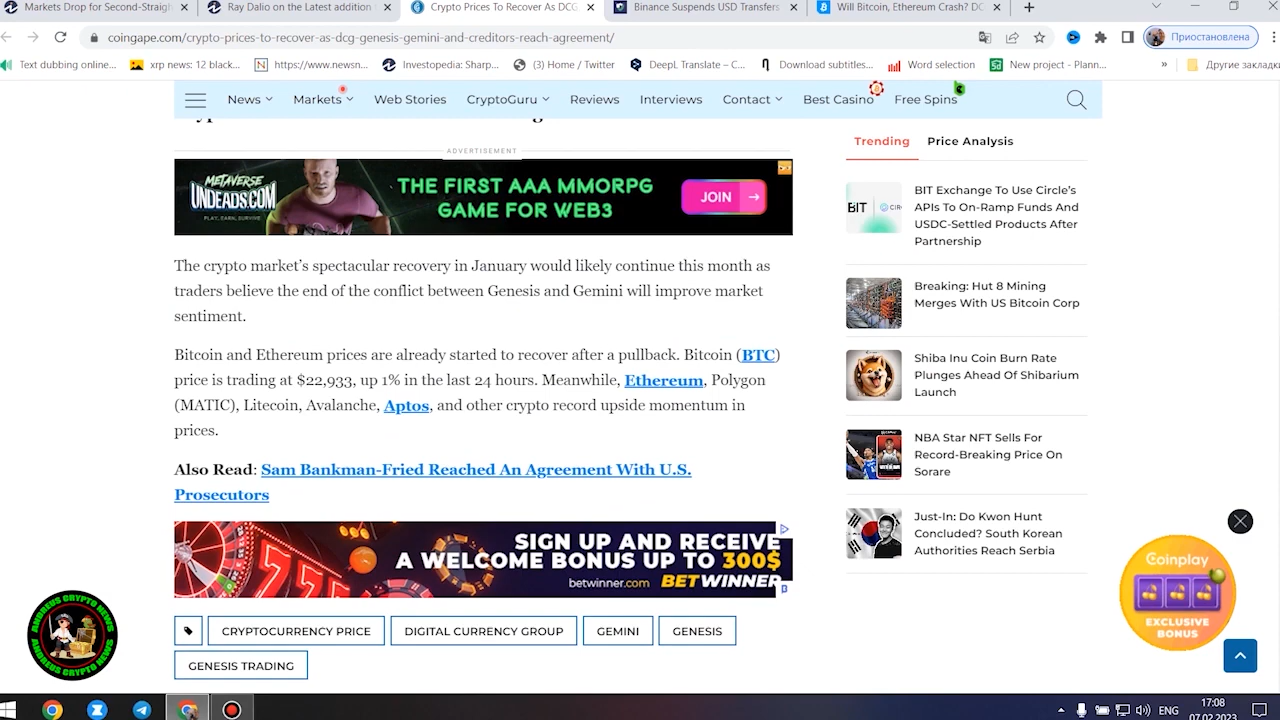 Markets Drop for Second-Straigh
Ray Dalio on the Latest addition
Crypto Prices To Recover As DCG,
Binance Suspends USD Transfers
Will Bitcoin, Ethereum Crash? DC
coingape.com/crypto-prices-to-recover-as-dcg-genesis-gemini-and-creditors-reach-agreement/
Приостановлена
Text dubbing online...
xrp news: 12 black...
https://www.newsn...
Investopedia: Sharp...
(3) Home / Twitter
DeepL Translate – C...
Download subtitles...
Word selection
New project - Plann...
»
Другие закладки
News
Markets
Web Stories
CryptoGuru
Reviews
Interviews
Contact
Best Casino
Free Spins
ADVERTISEMENT
METAVERSE
UNDEADS.COM
PLAY, EARN, SURVIVE
THE FIRST AAA MMORPG
GAME FOR WEB3
JOIN →
The crypto market's spectacular recovery in January would likely continue this month as
traders believe the end of the conflict between Genesis and Gemini will improve market
sentiment.
Bitcoin and Ethereum prices are already started to recover after a pullback. Bitcoin (BTC)
price is trading at $22,933, up 1% in the last 24 hours. Meanwhile, Ethereum, Polygon
(MATIC), Litecoin, Avalanche, Aptos, and other crypto record upside momentum in
prices.
Also Read: Sam Bankman-Fried Reached An Agreement With U.S.
Prosecutors
SIGN UP AND RECEIVE
A WELCOME BONUS UP TO 300$
betwinner.com BETWINNER
CRYPTOCURRENCY PRICE
DIGITAL CURRENCY GROUP
GEMINI
GENESIS
GENESIS TRADING
Trending
Price Analysis
BIT
BIT Exchange To Use Circle's
APIs To On-Ramp Funds And
USDC-Settled Products After
Partnership
Breaking: Hut 8 Mining
Merges With US Bitcoin Corp
Shiba Inu Coin Burn Rate
Plunges Ahead Of Shibarium
Launch
NBA Star NFT Sells For
Record-Breaking Price On
Sorare
Just-In: Do Kwon Hunt
Concluded? South Korean
Authorities Reach Serbia
Coinplay
EXCLUSIVE
BONUS
ANDREUS CRYPTO NEWS
ANDREUS CRYPTO NEWS
ENG
17:08
07.02.2023